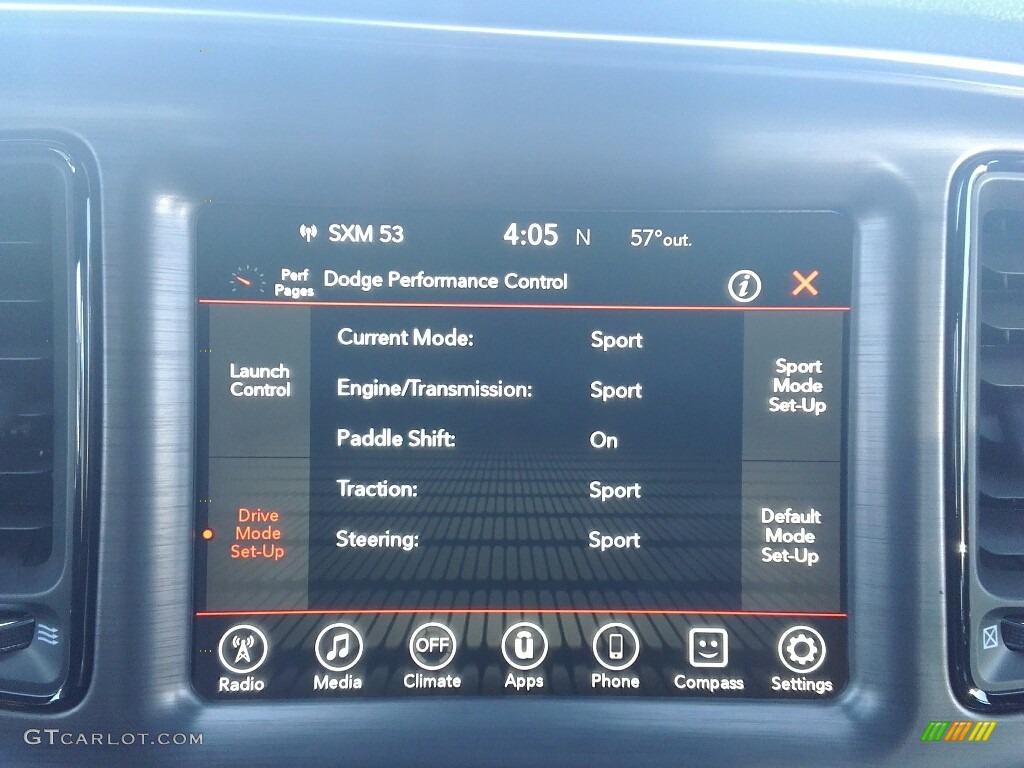 SXM 53 4:05 N 57° out.
Perf
Pages
Dodge Performance Control
i
X
Launch
Control
Current Mode: Sport
Engine/Transmission: Sport
Paddle Shift: On
Traction: Sport
Steering: Sport
Sport
Mode
Set-Up
Drive
Mode
Set-Up
Default
Mode
Set-Up
OFF
Radio Media Climate Apps Phone Compass Settings
GTCARLOT.COM